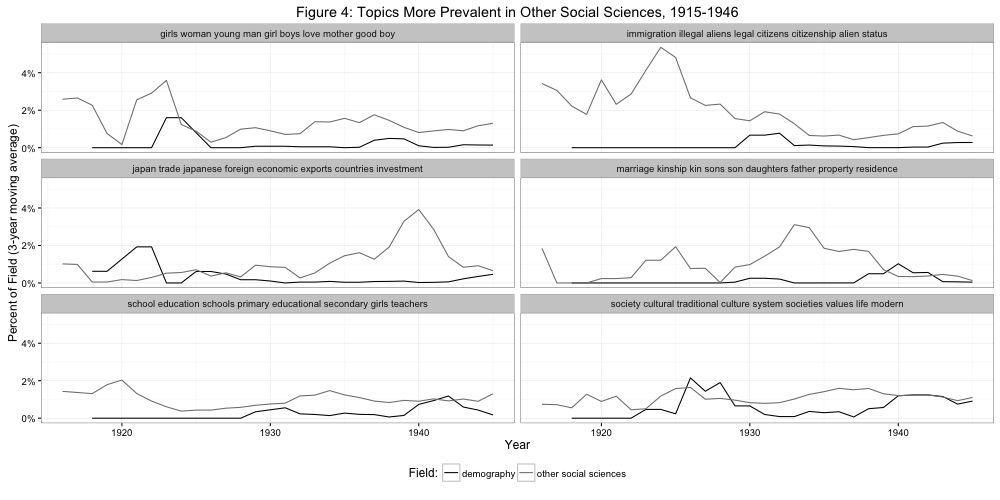 Figure 4: Topics More Prevalent in Other Social Sciences, 1915-1946
girls woman young man girl boys love mother good boy
immigration illegal aliens legal citizens citizenship alien status
4%
2%
0%
japan trade japanese foreign economic exports countries investment
marriage kinship kin sons son daughters father property residence
4%
2%
0%
school education schools primary educational secondary girls teachers
society cultural traditional culture system societies values life modern
4%
2%
0%
Percent of Field (3-year moving average)
1920 1930 1940 1920 1930 1940
Year
Field: demography other social sciences